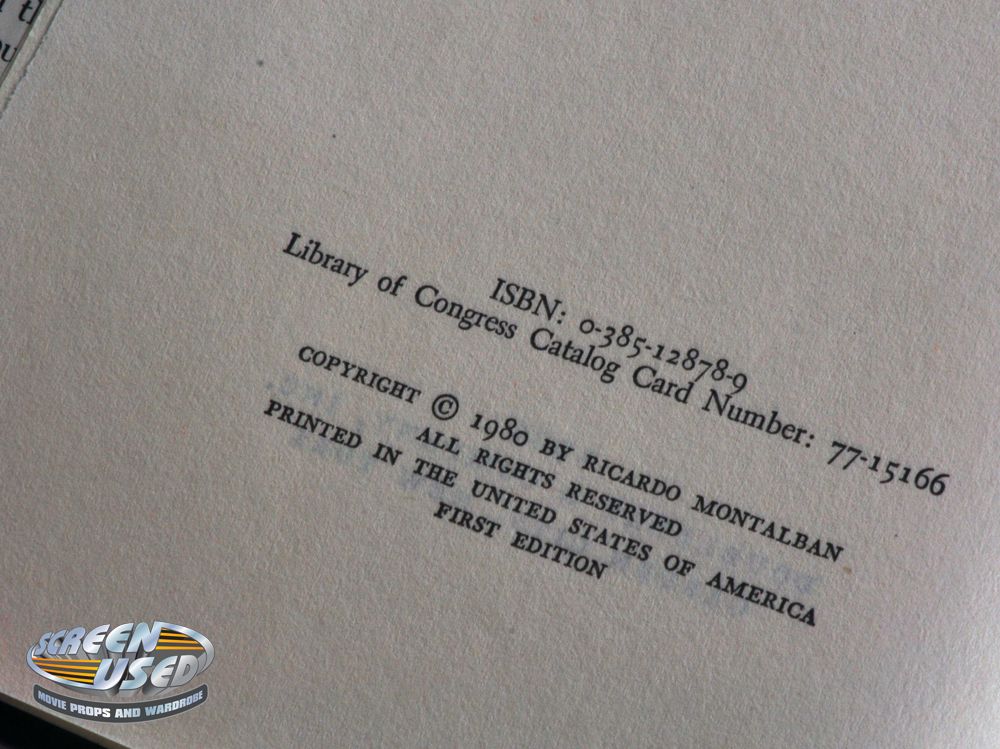 ISBN: 0-385-12878-9
Library of Congress Catalog Card Number: 77-15166
COPYRIGHT © 1980 BY RICARDO MONTALBAN
ALL RIGHTS RESERVED
PRINTED IN THE UNITED STATES OF AMERICA
FIRST EDITION
SCREEN
USED
MOVIE PROPS AND WARDROBE